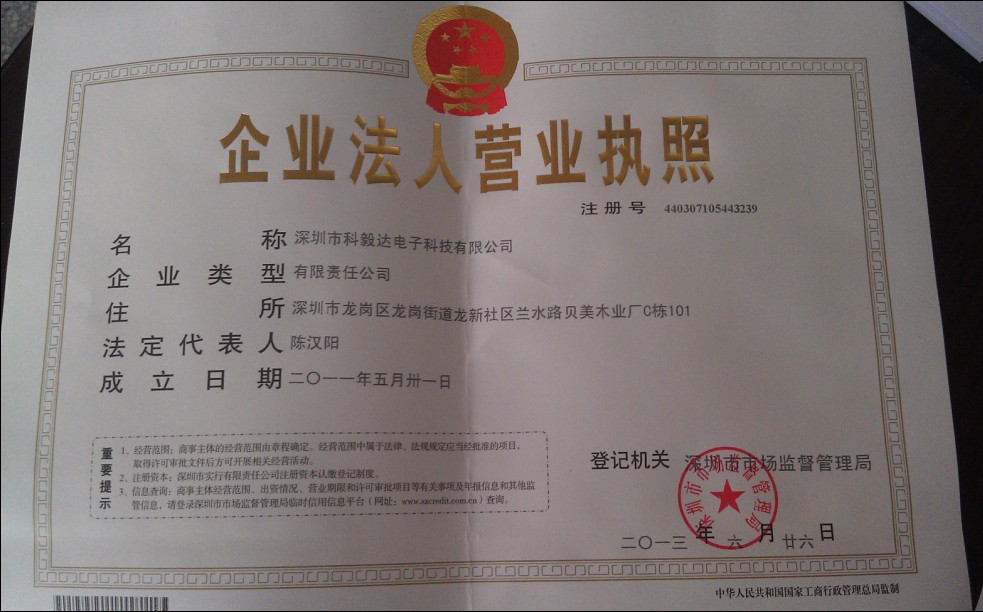 企业法人营业执照
注册号 440307105443239
名称 深圳市科毅达电子科技有限公司
企业类型 有限责任公司
住所 深圳市龙岗区龙岗街道龙新社区兰水路贝美木业厂C栋101
法定代表人 陈汉阳
成立日期 二〇一一年五月卅一日
重要提示
1、经营范围:商事主体的经营范围由章程确定。经营范围中属于法律、法规规定应当经批准的项目,
取得许可审批文件后方可开展相关经营活动。
2、注册资本:深圳市实行有限责任公司注册资本认缴登记制度。
3、信息查询:商事主体经营范围、出资情况、营业期限和许可审批项目等有关事项及年报信息和其他监
管信息,请登录深圳市市场监督管理局临时信用信息平台(网址:www.szcredit.com.cn)查询。
登记机关 深圳市市场监督管理局
深圳市市场监督管理局
二〇一三年六月廿六日
中华人民共和国国家工商行政管理总局监制